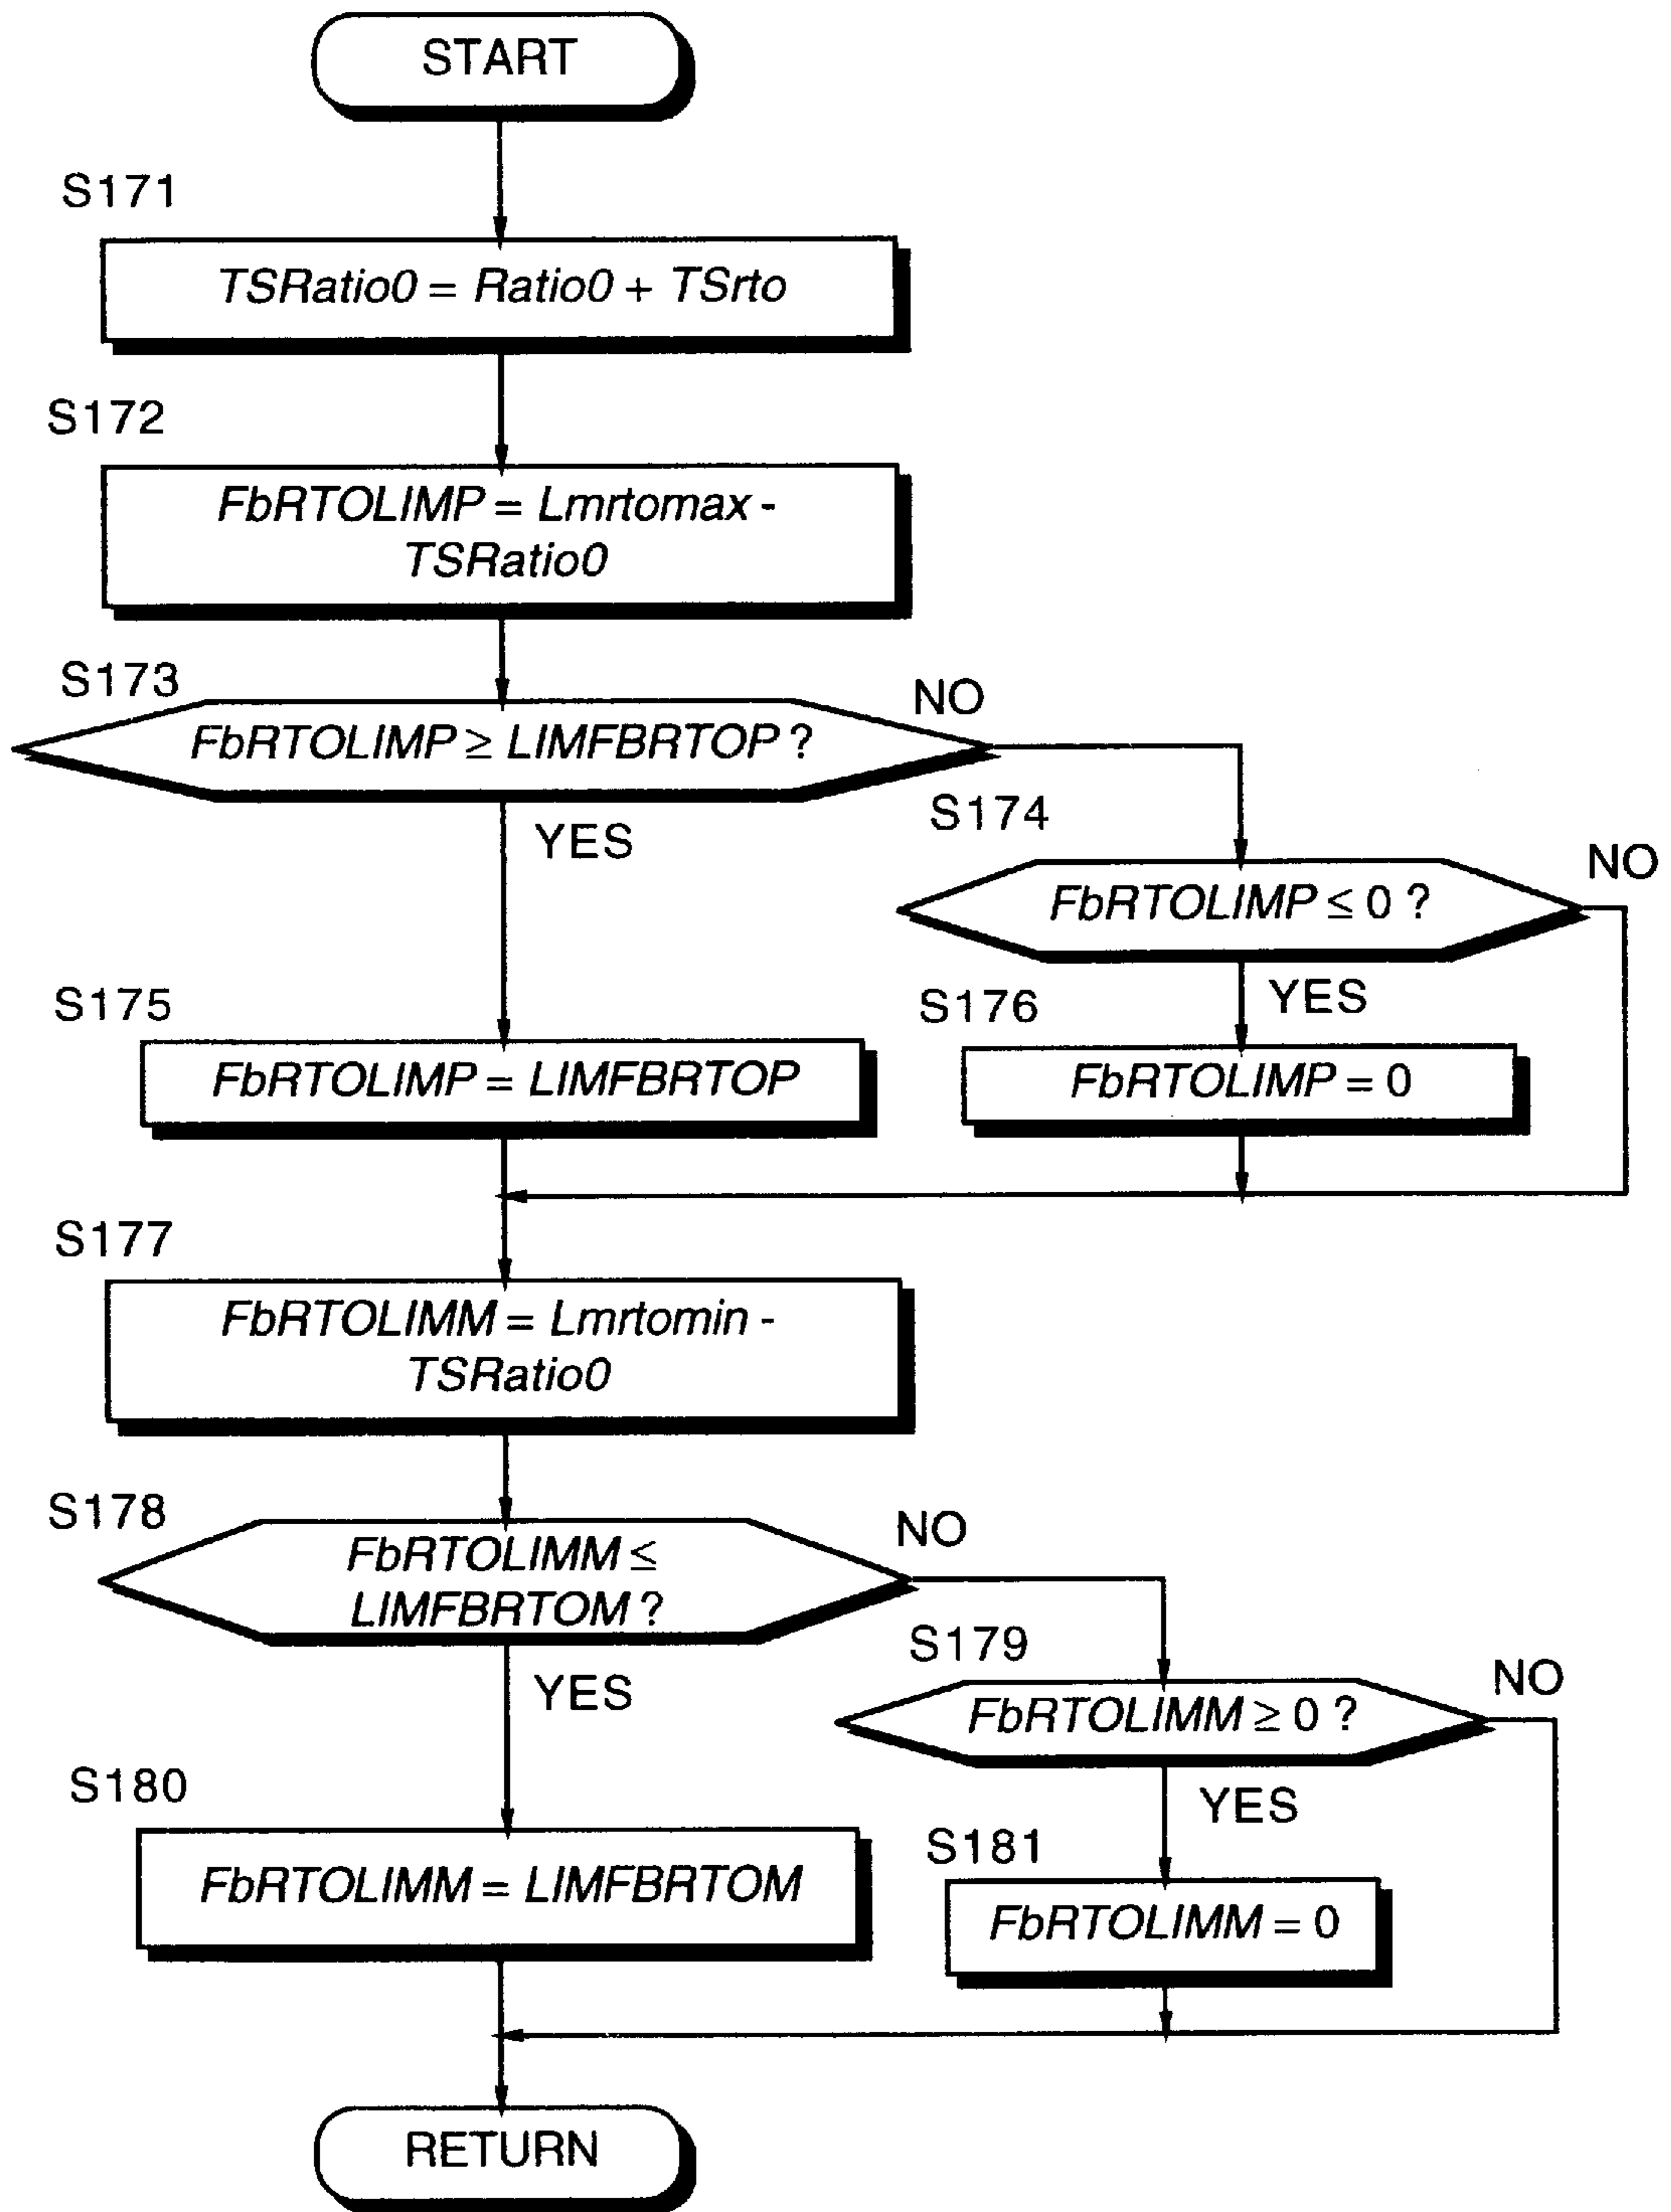 START
S171
TSRatio0 = Ratio0 + TSrto
S172
FbRTOLIMP = Lmrtomax -
TSRatio0
S173
FbRTOLIMP ≥ LIMFBRTOP ?
NO
YES
S174
FbRTOLIMP ≤ 0 ?
NO
YES
S175
FbRTOLIMP = LIMFBRTOP
S176
FbRTOLIMP = 0
S177
FbRTOLIMM = Lmrtomin -
TSRatio0
S178
FbRTOLIMM ≤
LIMFBRTOM ?
NO
YES
S179
FbRTOLIMM ≥ 0 ?
NO
YES
S180
FbRTOLIMM = LIMFBRTOM
S181
FbRTOLIMM = 0
RETURN